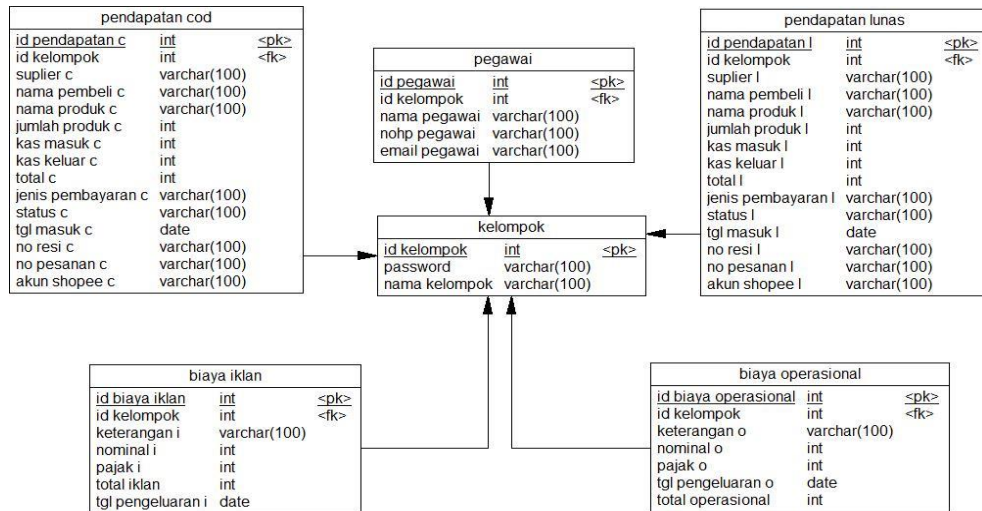 pendapatan cod
id pendapatan c int <pk>
id kelompok int <fk>
suplier c varchar(100)
nama pembeli c varchar(100)
nama produk c varchar(100)
jumlah produk c int
kas masuk c int
kas keluar c int
total c int
jenis pembayaran c varchar(100)
status c varchar(100)
tgl masuk c date
no resi c varchar(100)
no pesanan c varchar(100)
akun shopee c varchar(100)
pegawai
id pegawai int <pk>
id kelompok int <fk>
nama pegawai varchar(100)
nohp pegawai varchar(100)
email pegawai varchar(100)
pendapatan lunas
id pendapatan l int <pk>
id kelompok int <fk>
suplier l varchar(100)
nama pembeli l varchar(100)
nama produk l varchar(100)
jumlah produk l int
kas masuk l int
kas keluar l int
total l int
jenis pembayaran l varchar(100)
status l varchar(100)
tgl masuk l date
no resi l varchar(100)
no pesanan l varchar(100)
akun shopee l varchar(100)
kelompok
id kelompok int <pk>
password varchar(100)
nama kelompok varchar(100)
biaya iklan
id biaya iklan int <pk>
id kelompok int <fk>
keterangan i varchar(100)
nominal i int
pajak i int
total iklan int
tgl pengeluaran i date
biaya operasional
id biaya operasional int <pk>
id kelompok int <fk>
keterangan o varchar(100)
nominal o int
pajak o int
tgl pengeluaran o date
total operasional int